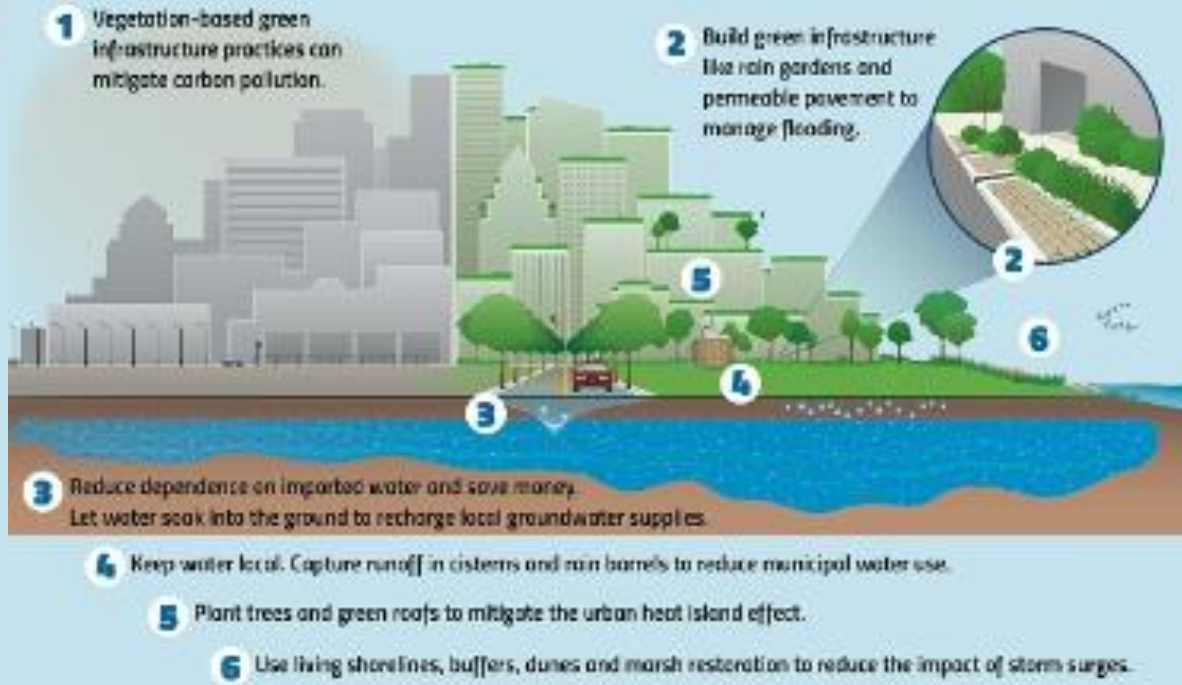 1 Vegetation-based green
infrastructure practices can
mitigate carbon pollution.
2 Build green infrastructure
like rain gardens and
permeable pavement to
manage flooding.
2
5
6
4
3
3 Reduce dependence on imported water and save money.
Let water soak into the ground to recharge local groundwater supplies.
4 Keep water local. Capture runoff in cisterns and rain barrels to reduce municipal water use.
5 Plant trees and green roofs to mitigate the urban heat island effect.
6 Use living shorelines, buffers, dunes and marsh restoration to reduce the impact of storm surges.